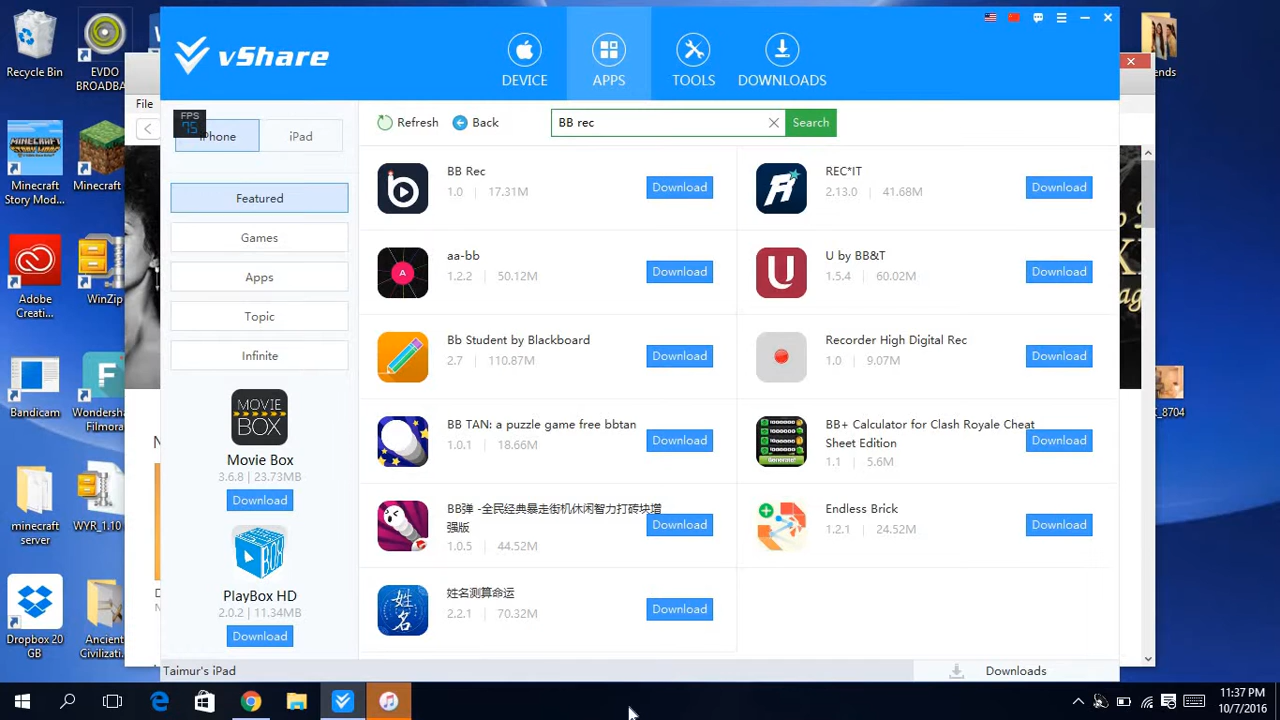 Recycle Bin
EVDO
BROADBA...
Minecraft
Story Mod...
Minecraft
Adobe
Creati...
WinZip
Bandicam
Wondersha
Filmora
minecraft
server
WYR_1.10
Dropbox 20
GB
Ancient
Civilizati...
File
vShare
DEVICE
APPS
TOOLS
DOWNLOADS
FPS
75
iPhone
iPad
Refresh
Back
BB rec
Search
Featured
Games
Apps
Topic
Infinite
MOVIE
BOX
Movie Box
3.6.8 | 23.73MB
Download
BOX
PlayBox HD
2.0.2 | 11.34MB
Download
BB Rec
1.0 | 17.31M
Download
REC*IT
2.13.0 | 41.68M
Download
A
aa-bb
1.2.2 | 50.12M
Download
U
U by BB&T
1.5.4 | 60.02M
Download
Bb Student by Blackboard
2.7 | 110.87M
Download
Recorder High Digital Rec
1.0 | 9.07M
Download
BB TAN: a puzzle game free bbtan
1.0.1 | 18.66M
Download
BB+ Calculator for Clash Royale Cheat
Sheet Edition
1.1 | 5.6M
Download
BB弹 -全民经典暴走街机休闲智力打砖块增
强版
1.0.5 | 44.52M
Download
Endless Brick
1.2.1 | 24.52M
Download
姓名
姓名测算命运
2.2.1 | 70.32M
Download
Taimur's iPad
Downloads
ends
K_8704
11:37 PM
10/7/2016